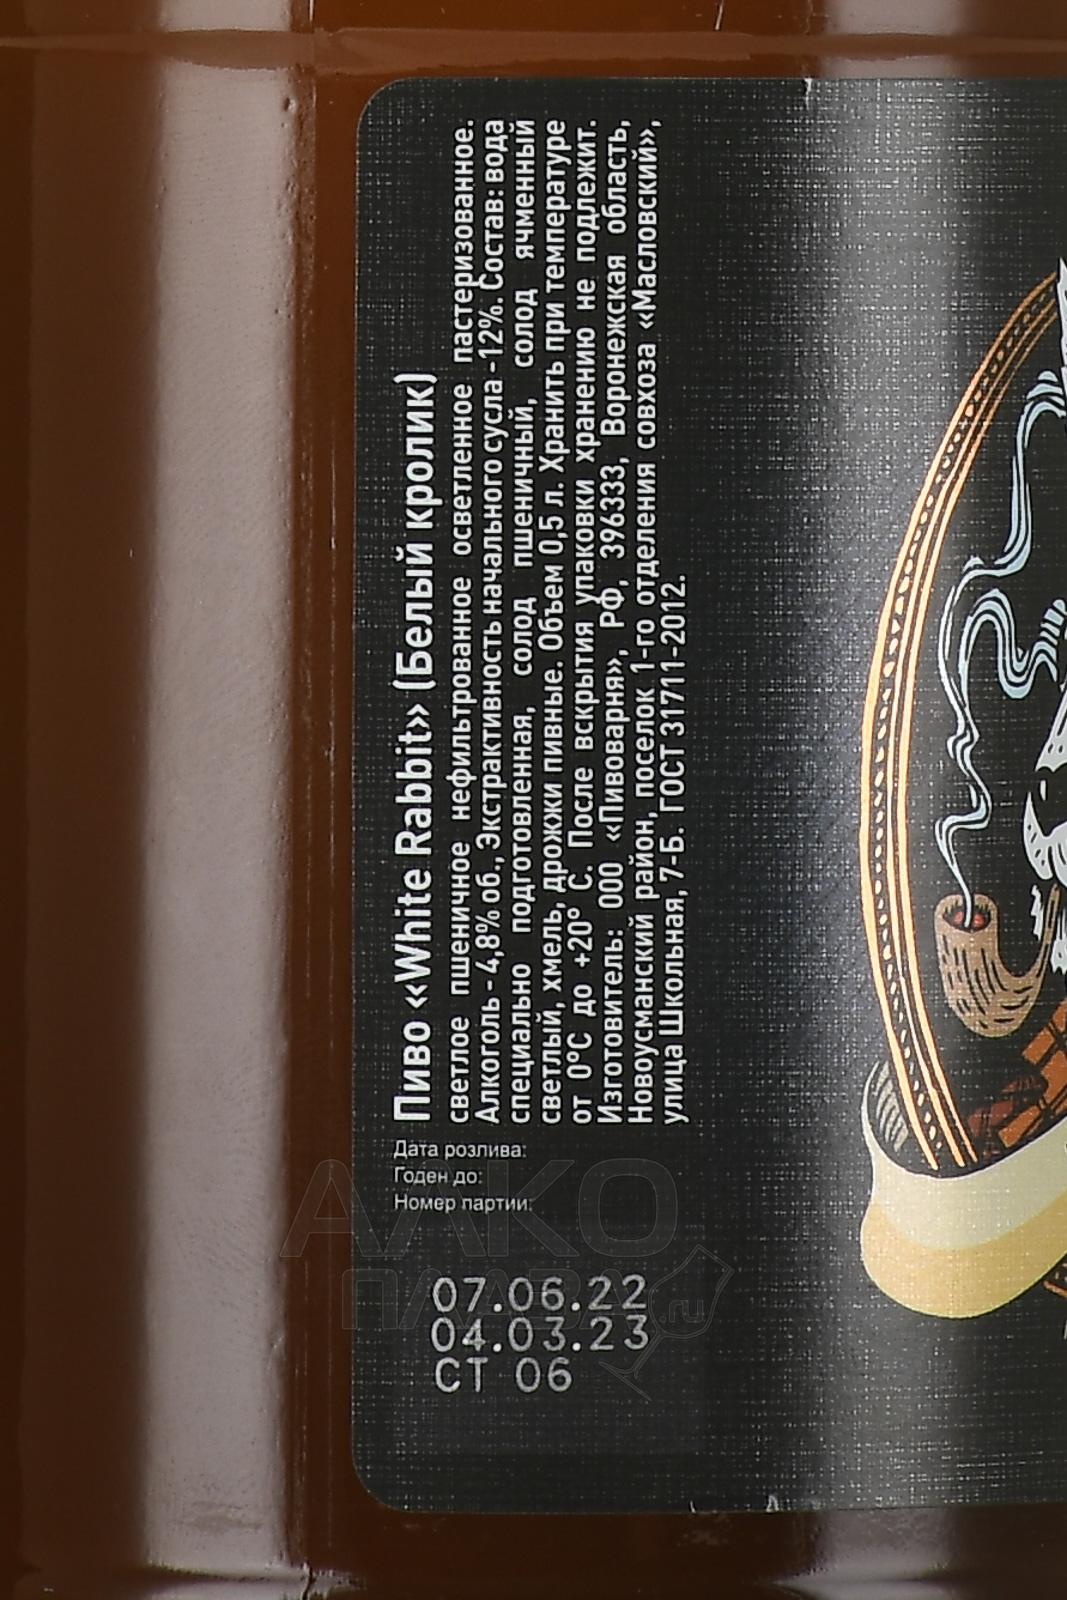 Пиво «White Rabbit» (Белый кролик)
светлое пшеничное нефильтрованное осветленное пастеризованное.
Алкоголь - 4,8% об., Экстрактивность начального сусла -12%. Состав: вода
специально подготовленная, солод пшеничный, солод ячменный
светлый, хмель, дрожжи пивные. Объем 0,5 л. Хранить при температуре
от 0°С до +20° С. После вскрытия упаковки хранению не подлежит.
Изготовитель: ООО «Пивоварня», РФ, 396333, Воронежская область,
Новоусманский район, поселок 1-го отделения совхоза «Масловский»,
улица Школьная, 7-Б. ГОСТ 31711-2012.
Дата розлива:
Годен до:
Номер партии:
07.06.22
04.03.23
СТ 06
АЛКО
ПЛАЗА.ru